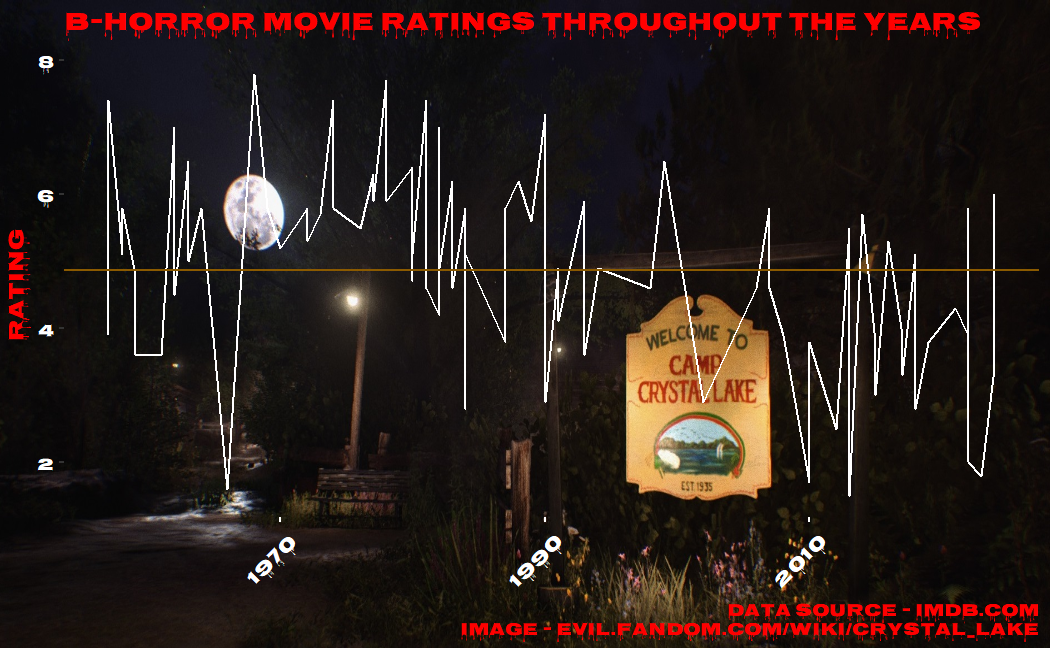 B-HORROR MOVIE RATINGS THROUGHOUT THE YEARS
8
6
4
2
RATING
WELCOME TO
CAMP
CRYSTAL LAKE
EST. 1935
1970
1990
2010
DATA SOURCE - IMDB.COM
IMAGE - EVIL.FANDOM.COM/WIKI/CRYSTAL_LAKE